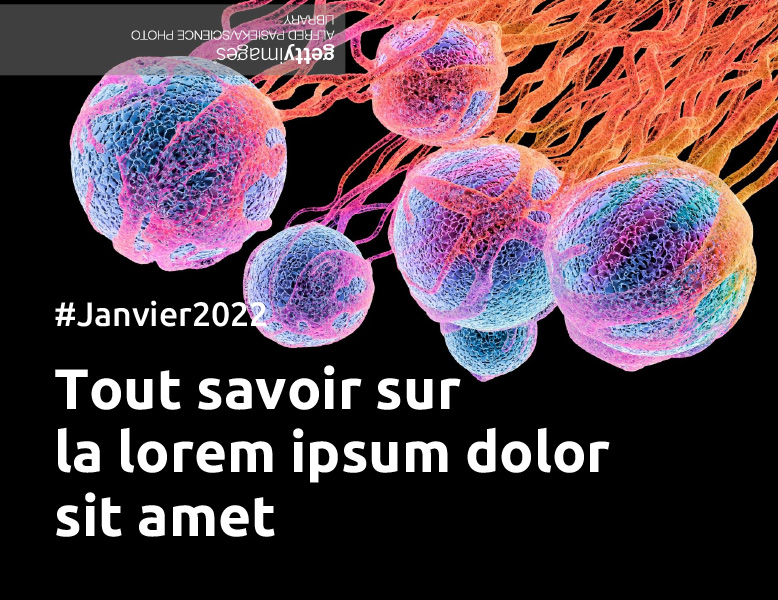 gettyimages
ALFRED PASIEKA/SCIENCE PHOTO
LIBRARY
#Janvier2022
Tout savoir sur
la lorem ipsum dolor
sit amet